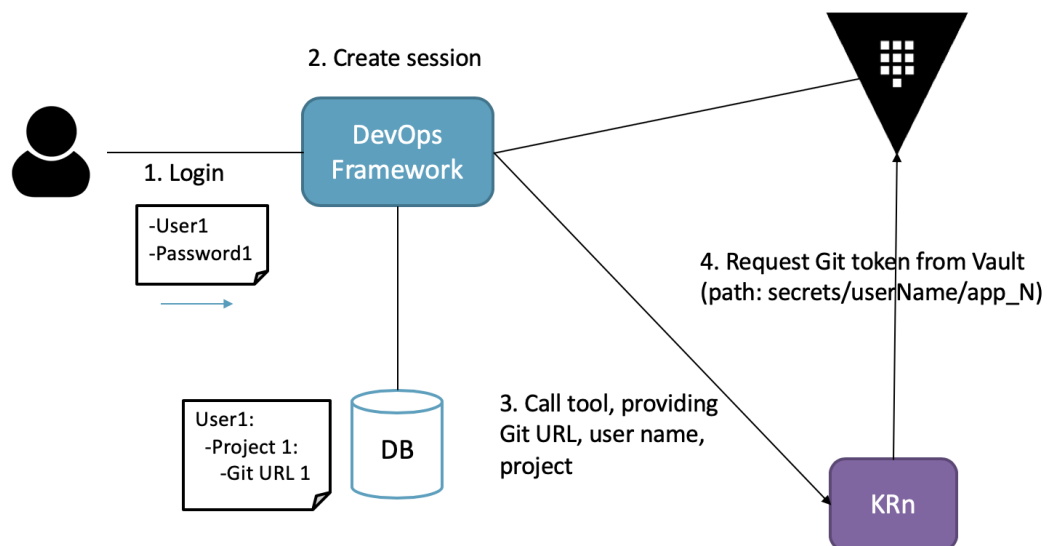 2. Create session
DevOps
Framework
1. Login
-User1
-Password1
4. Request Git token from Vault
(path: secrets/userName/app_N)
3. Call tool, providing
Git URL, user name,
project
User1:
-Project 1:
-Git URL 1
DB
KRn